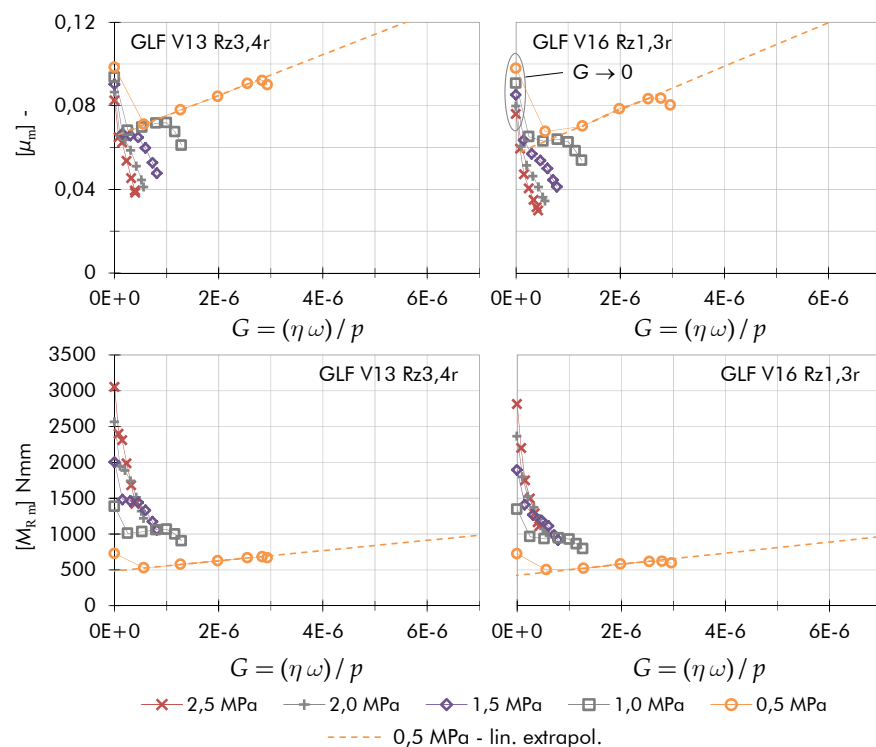 GLF V13 Rz3,4r
GLF V16 Rz1,3r
G → 0
[μm] -
0,12
0,08
0,04
0
0E+0 2E-6 4E-6 6E-6
0E+0 2E-6 4E-6 6E-6
G = (η ω) / p
G = (η ω) / p
GLF V13 Rz3,4r
GLF V16 Rz1,3r
[MR m] Nmm
3500
3000
2500
2000
1500
1000
500
0
0E+0 2E-6 4E-6 6E-6
0E+0 2E-6 4E-6 6E-6
G = (η ω) / p
G = (η ω) / p
2,5 MPa 2,0 MPa 1,5 MPa 1,0 MPa 0,5 MPa
0,5 MPa - lin. extrapol.